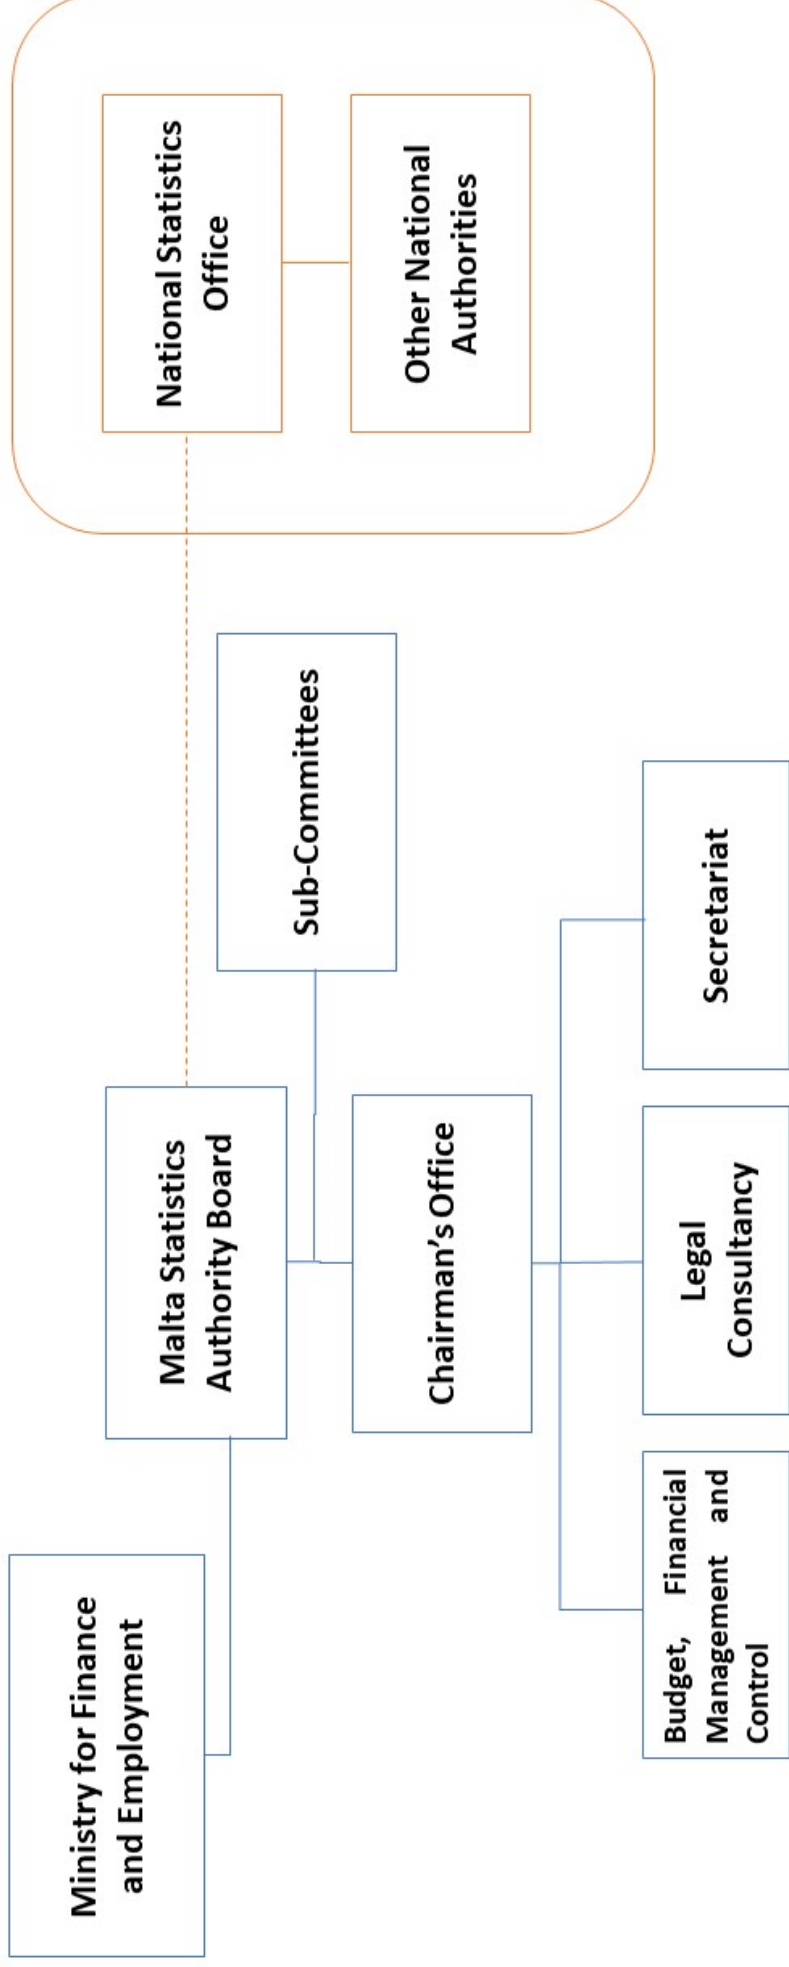 Ministry for Finance
and Employment
Malta Statistics
Authority Board
National Statistics
Office
Sub-Committees
Chairman's Office
Other National
Authorities
Budget, Financial
Management and
Control
Legal
Consultancy
Secretariat